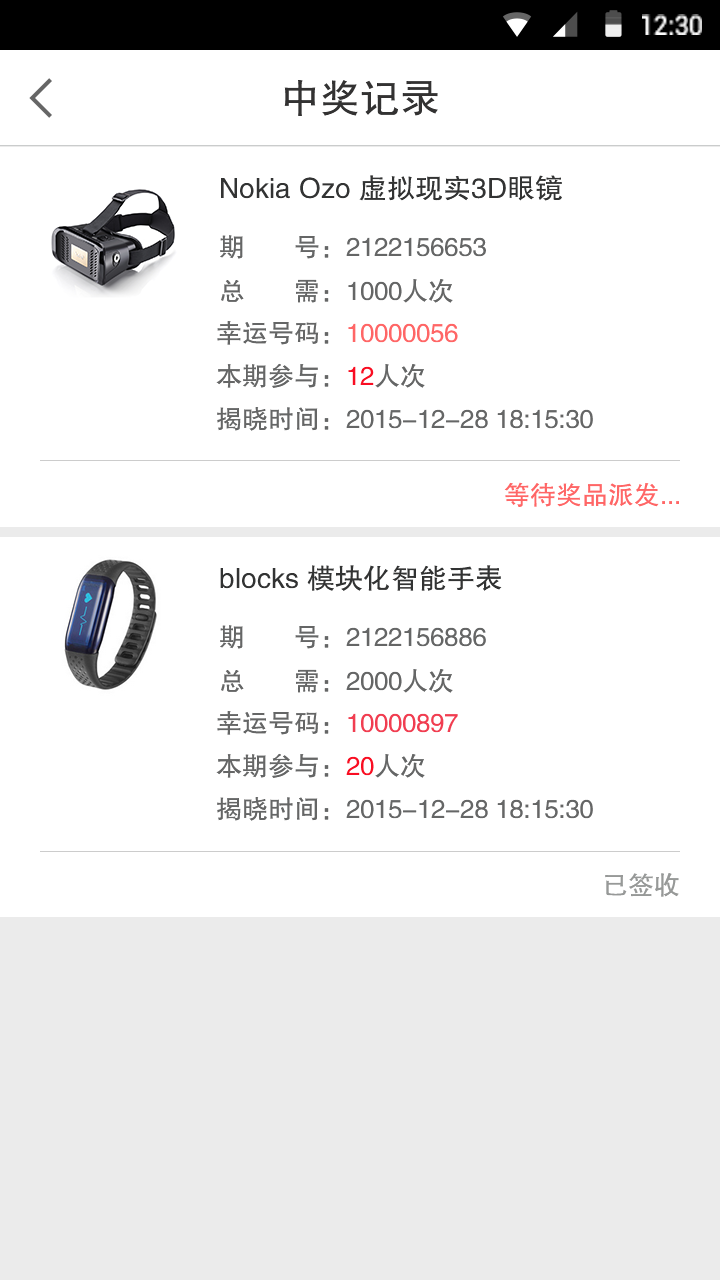 12:30
中奖记录
Nokia Ozo 虚拟现实3D眼镜
期 号：2122156653
总 需：1000人次
幸运号码：10000056
本期参与：12人次
揭晓时间：2015-12-28 18:15:30
等待奖品派发...
blocks 模块化智能手表
期 号：2122156886
总 需：2000人次
幸运号码：10000897
本期参与：20人次
揭晓时间：2015-12-28 18:15:30
已签收